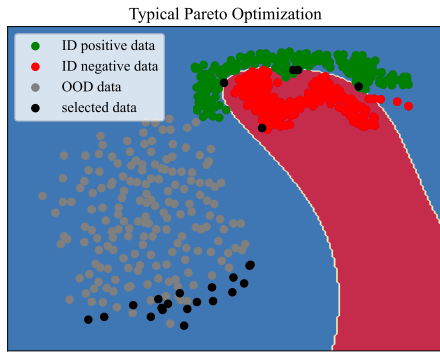 Typical Pareto Optimization
ID positive data
ID negative data
OOD data
selected data